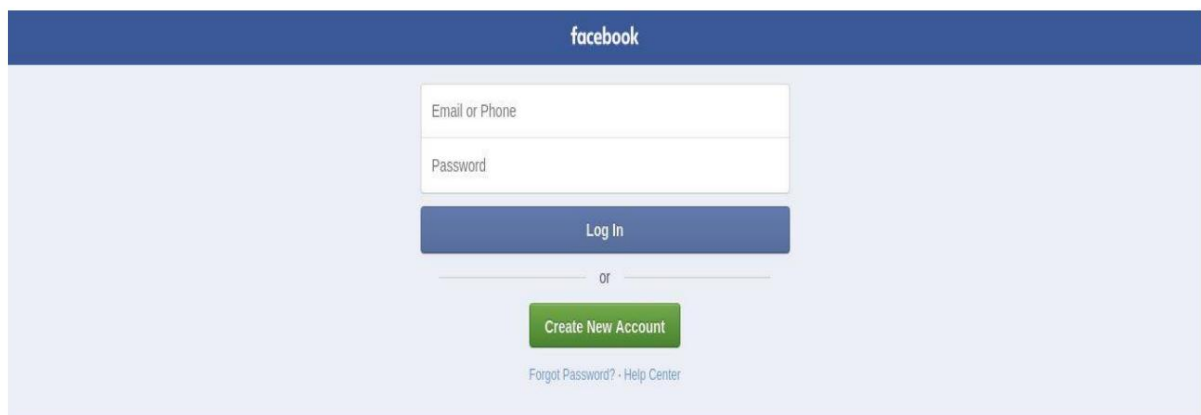 facebook
Email or Phone
Password
Log In
or
Create New Account
Forgot Password? - Help Center